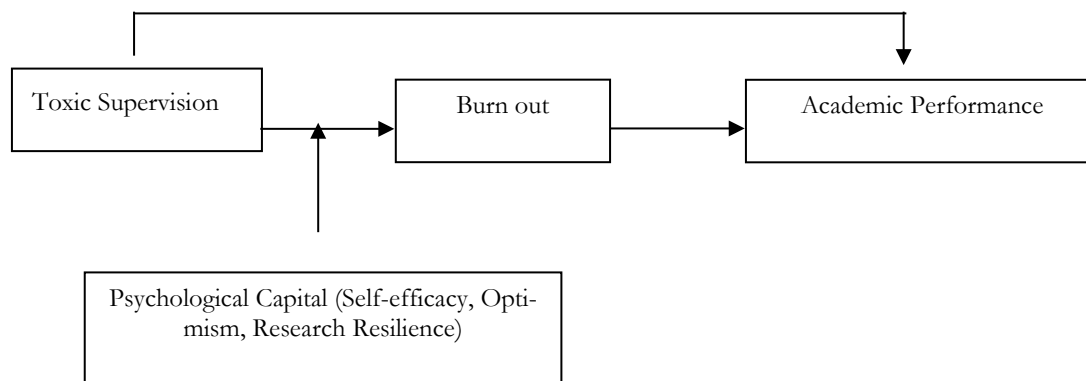 Toxic Supervision
Burn out
Academic Performance
Psychological Capital (Self-efficacy, Opti-
mism, Research Resilience)